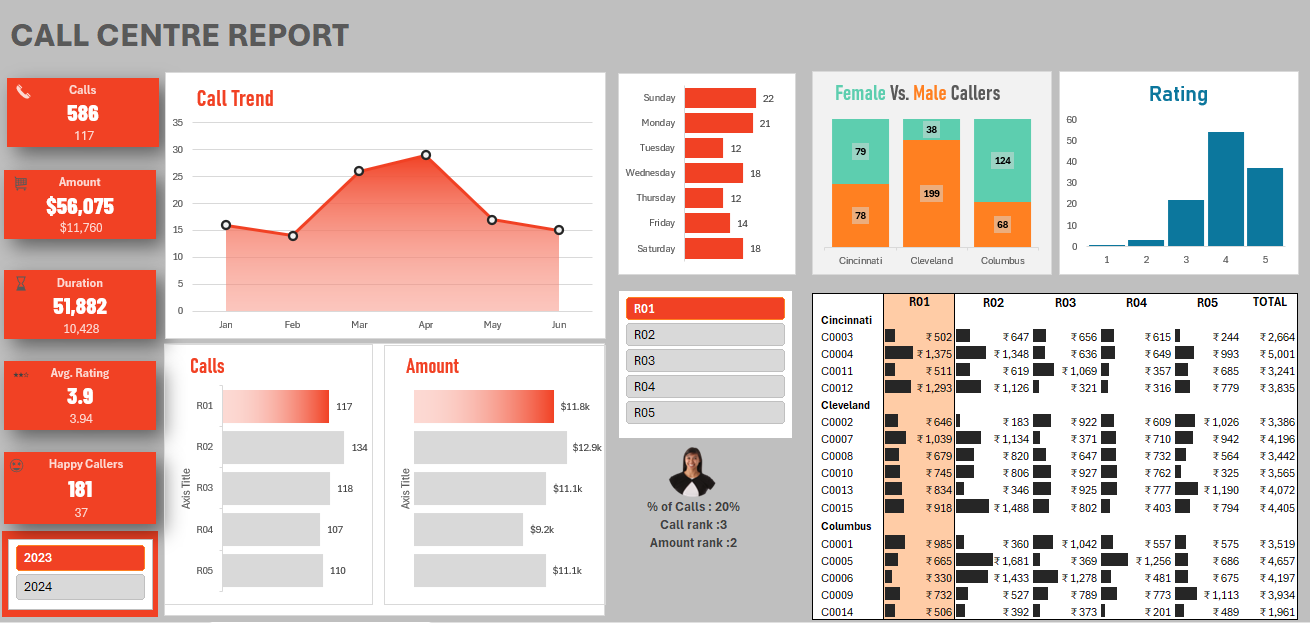 CALL CENTRE REPORT
Calls
586
117
Amount
$56,075
$11,760
Duration
51,882
10,428
Avg. Rating
3.9
3.94
Happy Callers
181
37
2023
2024
Call Trend
35
30
25
20
15
10
5
0
Jan Feb Mar Apr May Jun
Calls
Axis Title
R01 117
R02 134
R03 118
R04 107
R05 110
Amount
Axis Title
$11.8k
$12.9k
$11.1k
$9.2k
$11.1k
Sunday 22
Monday 21
Tuesday 12
Wednesday 18
Thursday 12
Friday 14
Saturday 18
R01
R02
R03
R04
R05
% of Calls : 20%
Call rank :3
Amount rank :2
Female Vs. Male Callers
79 38 124
78 199 68
Cincinnati Cleveland Columbus
Rating
60
50
40
30
20
10
0
1 2 3 4 5
R01 R02 R03 R04 R05 TOTAL
Cincinnati
C0003 ₹ 502 ₹ 647 ₹ 656 ₹ 615 ₹ 244 ₹ 2,664
C0004 ₹ 1,375 ₹ 1,348 ₹ 636 ₹ 649 ₹ 993 ₹ 5,001
C0011 ₹ 511 ₹ 619 ₹ 1,069 ₹ 357 ₹ 685 ₹ 3,241
C0012 ₹ 1,293 ₹ 1,126 ₹ 321 ₹ 316 ₹ 779 ₹ 3,835
Cleveland
C0002 ₹ 646 ₹ 183 ₹ 922 ₹ 609 ₹ 1,026 ₹ 3,386
C0007 ₹ 1,039 ₹ 1,134 ₹ 371 ₹ 710 ₹ 942 ₹ 4,196
C0008 ₹ 679 ₹ 820 ₹ 647 ₹ 732 ₹ 564 ₹ 3,442
C0010 ₹ 745 ₹ 806 ₹ 927 ₹ 762 ₹ 325 ₹ 3,565
C0013 ₹ 834 ₹ 346 ₹ 925 ₹ 777 ₹ 1,190 ₹ 4,072
C0015 ₹ 918 ₹ 1,488 ₹ 802 ₹ 403 ₹ 794 ₹ 4,405
Columbus
C0001 ₹ 985 ₹ 360 ₹ 1,042 ₹ 557 ₹ 575 ₹ 3,519
C0005 ₹ 665 ₹ 1,681 ₹ 369 ₹ 1,256 ₹ 686 ₹ 4,657
C0006 ₹ 330 ₹ 1,433 ₹ 1,278 ₹ 481 ₹ 675 ₹ 4,197
C0009 ₹ 732 ₹ 527 ₹ 789 ₹ 773 ₹ 1,113 ₹ 3,934
C0014 ₹ 506 ₹ 392 ₹ 373 ₹ 201 ₹ 489 ₹ 1,961